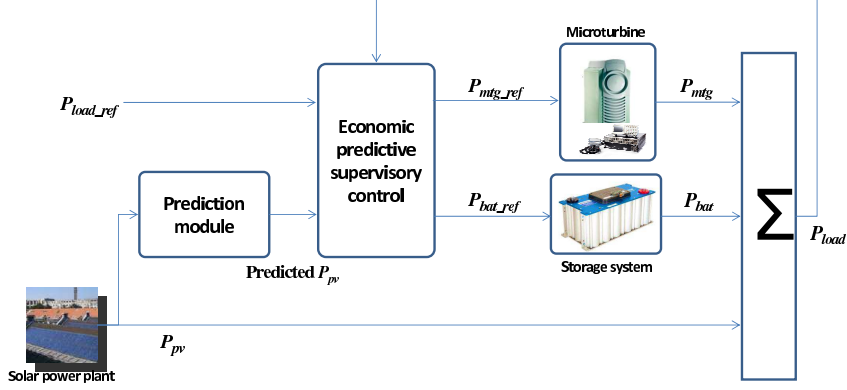 Microturbine
P_load_ref
P_mtg_ref
P_mtg
Economic
predictive
supervisory
control
Prediction
module
P_bat_ref
P_bat
Σ
P_load
Predicted P_pv
Storage system
P_pv
Solar power plant